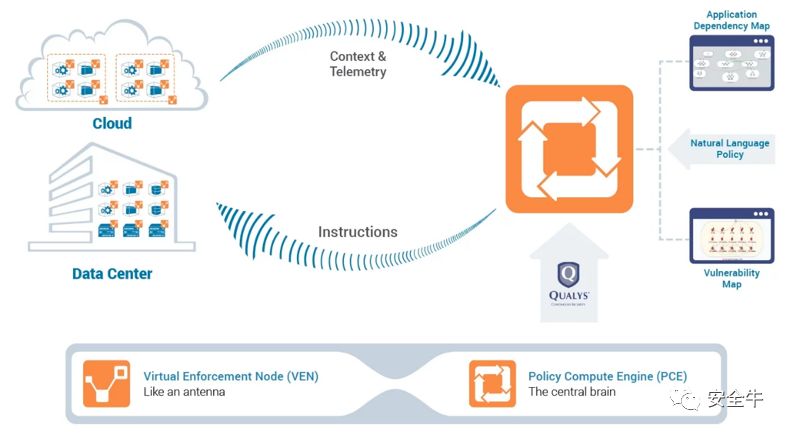 Application
Dependency Map
Context &
Telemetry
Cloud
Natural Language
Policy
Instructions
Data Center
Q
QUALYS
Vulnerability
Map
Virtual Enforcement Node (VEN)
Like an antenna
Policy Compute Engine (PCE)
The central brain
安全牛